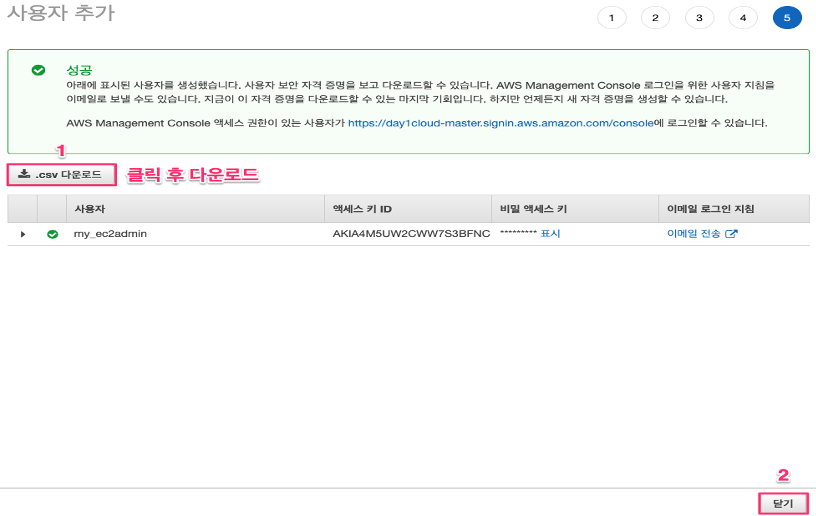 사용자 추가
1 2 3 4 5
성공
아래에 표시된 사용자를 생성했습니다. 사용자 보안 자격 증명을 보고 다운로드할 수 있습니다. AWS Management Console 로그인을 위한 사용자 지침을
이메일로 보낼 수도 있습니다. 지금이 이 자격 증명을 다운로드할 수 있는 마지막 기회입니다. 하지만 언제든지 새 자격 증명을 생성할 수 있습니다.
AWS Management Console 액세스 권한이 있는 사용자가 https://day1cloud-master.signin.aws.amazon.com/console에 로그인할 수 있습니다.
1
.csv 다운로드 클릭 후 다운로드
사용자 액세스 키 ID 비밀 액세스 키 이메일 로그인 지침
my_ec2admin AKIA4M5UW2CWW7S3BFNC ********* 표시 이메일 전송
2
닫기